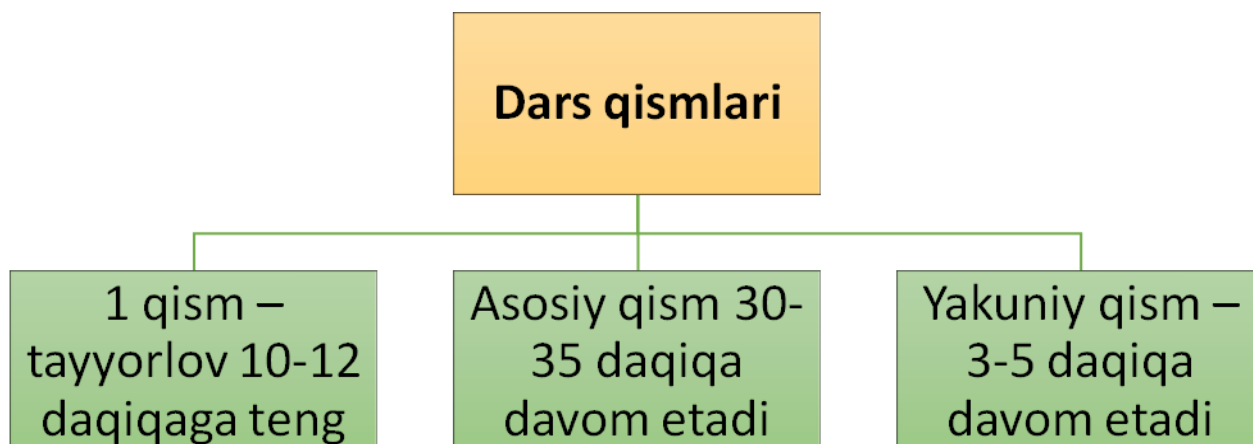 Dars qismlari
1 qism –
tayyorlov 10-12
daqiqaga teng
Asosiy qism 30-
35 daqiqa
davom etadi
Yakuniy qism –
3-5 daqiqa
davom etadi